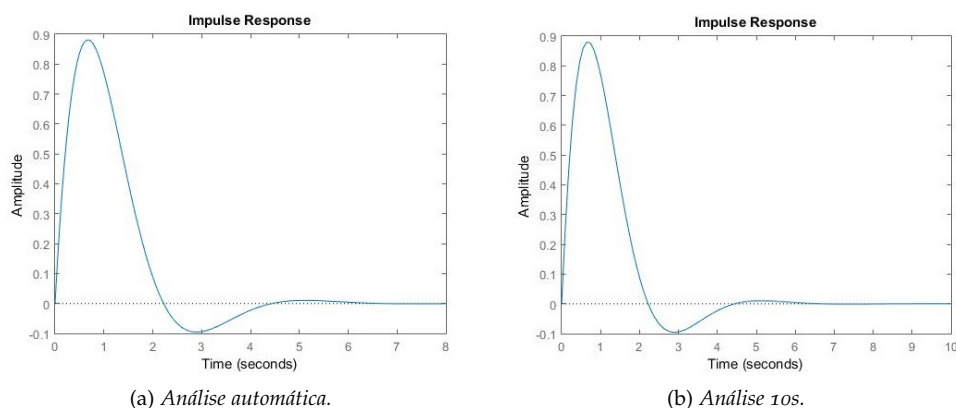 Impulse Response
Amplitude
0.9
0.8
0.7
0.6
0.5
0.4
0.3
0.2
0.1
0
-0.1
0 1 2 3 4 5 6 7 8
Time (seconds)
(a) Análise automática.
Impulse Response
Amplitude
0.9
0.8
0.7
0.6
0.5
0.4
0.3
0.2
0.1
0
-0.1
0 1 2 3 4 5 6 7 8 9 10
Time (seconds)
(b) Análise 10s.